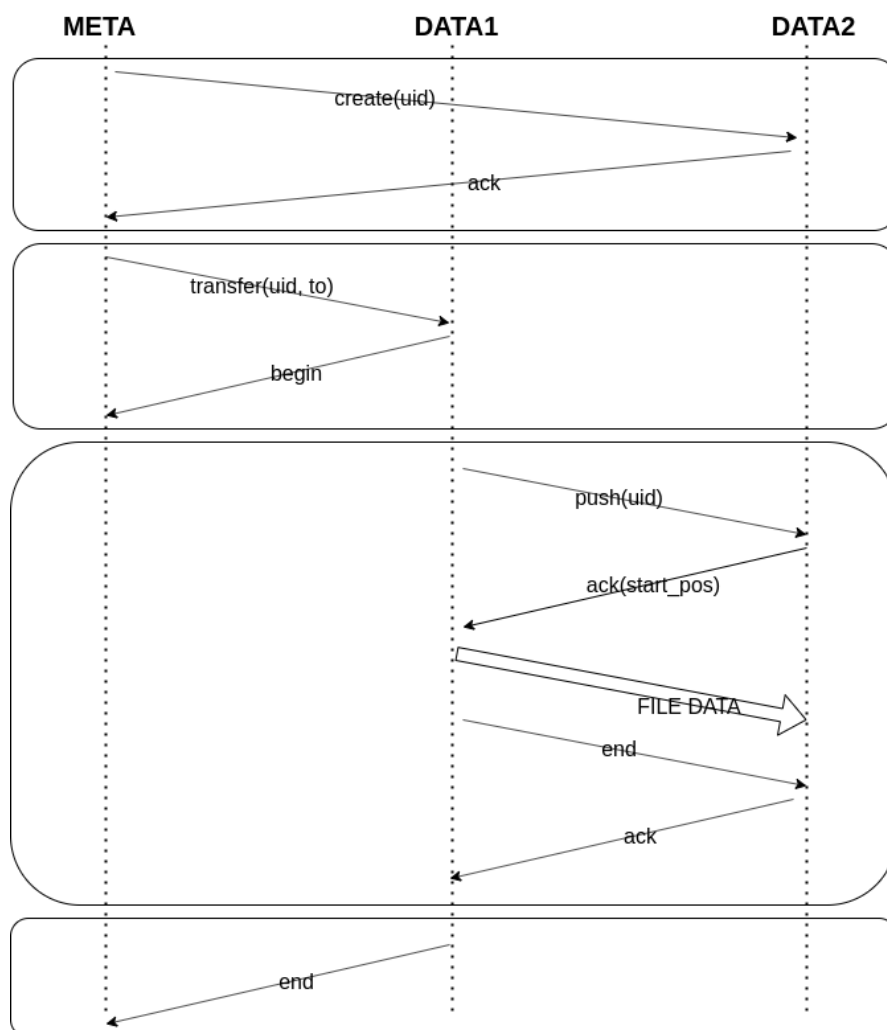 META DATA1 DATA2
create(uid)
ack
transfer(uid, to)
begin
push(uid)
ack(start_pos)
FILE DATA
end
ack
end